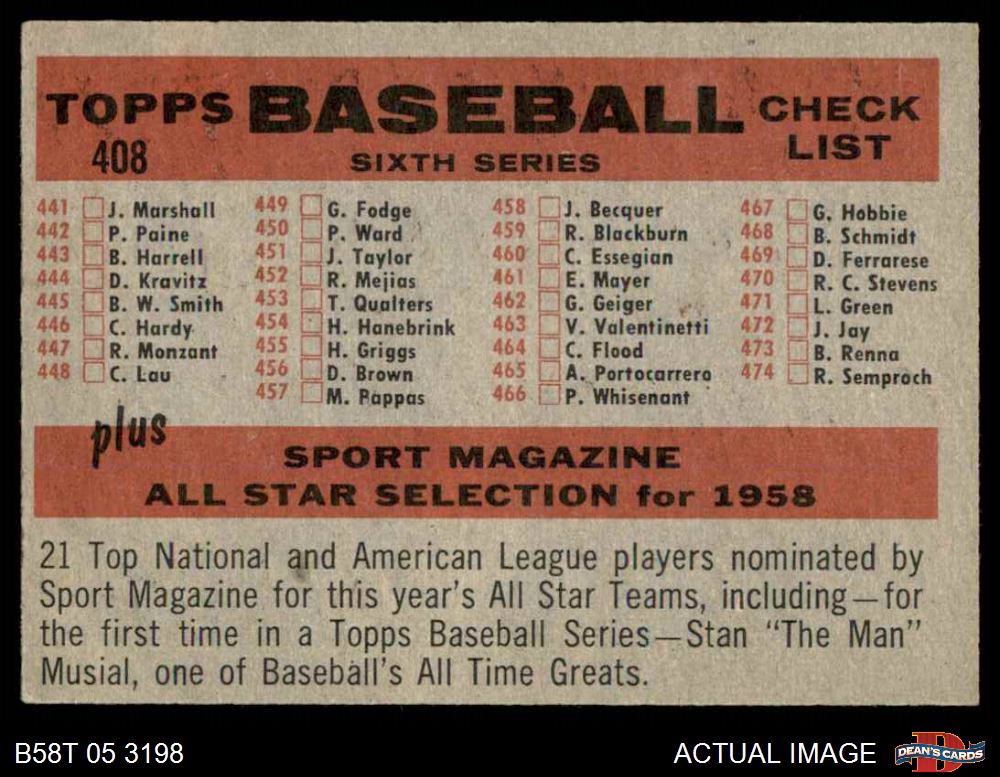 TOPPS BASEBALL CHECK LIST
408
SIXTH SERIES
441 J. Marshall
442 P. Paine
443 B. Harrell
444 D. Kravitz
445 B. W. Smith
446 C. Hardy
447 R. Monzant
448 C. Lau
449 G. Fodge
450 P. Ward
451 J. Taylor
452 R. Mejias
453 T. Qualters
454 H. Hanebrink
455 H. Griggs
456 D. Brown
457 M. Pappas
458 J. Becquer
459 R. Blackburn
460 C. Essegian
461 E. Mayer
462 G. Geiger
463 V. Valentinetti
464 C. Flood
465 A. Portocarrero
466 P. Whisenant
467 G. Hobbie
468 B. Schmidt
469 D. Ferrarese
470 R. C. Stevens
471 L. Green
472 J. Jay
473 B. Renna
474 R. Semproch
plus
SPORT MAGAZINE
ALL STAR SELECTION for 1958
21 Top National and American League players nominated by
Sport Magazine for this year's All Star Teams, including—for
the first time in a Topps Baseball Series—Stan "The Man"
Musial, one of Baseball's All Time Greats.
B58T 05 3198
ACTUAL IMAGE
D
DEAN'S CARDS